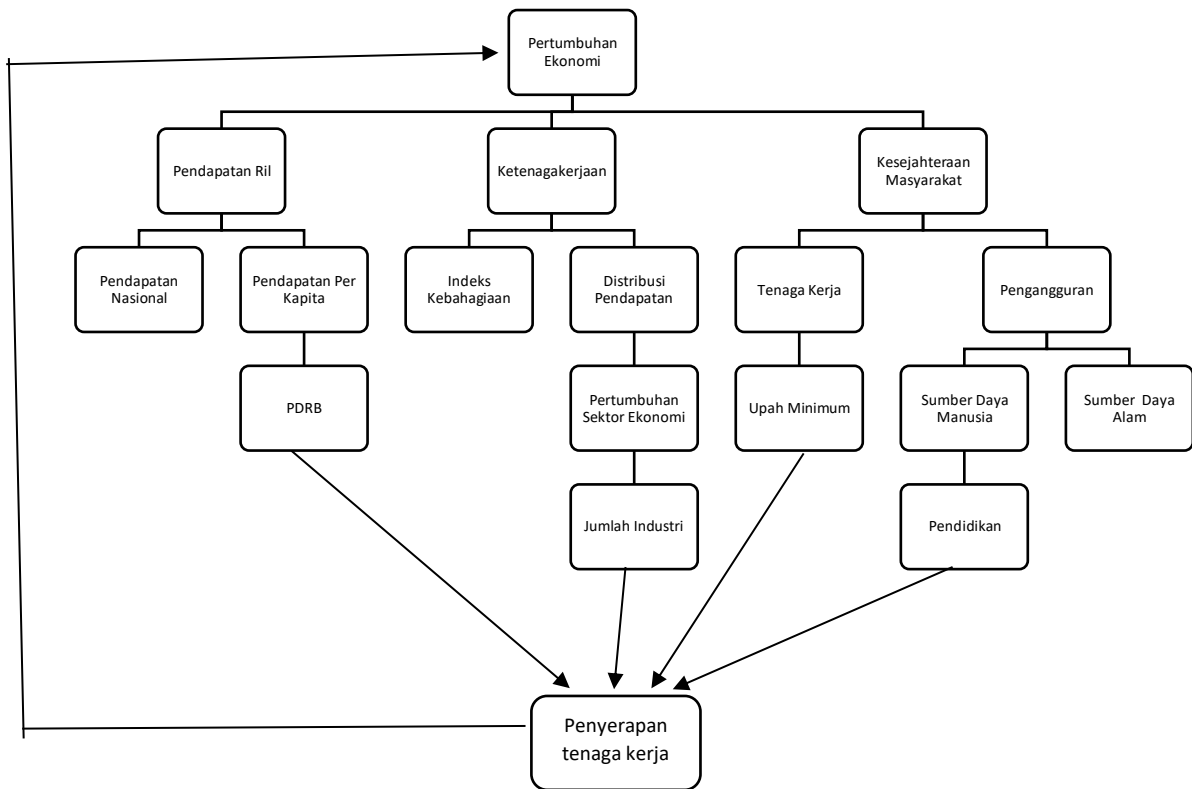 Pertumbuhan
Ekonomi
Pendapatan Ril
Ketenagakerjaan
Kesejahteraan
Masyarakat
Pendapatan
Nasional
Pendapatan Per
Kapita
Indeks
Kebahagiaan
Distribusi
Pendapatan
Tenaga Kerja
Pengangguran
PDRB
Pertumbuhan
Sektor Ekonomi
Upah Minimum
Sumber Daya
Manusia
Sumber Daya
Alam
Jumlah Industri
Pendidikan
Penyerapan
tenaga kerja